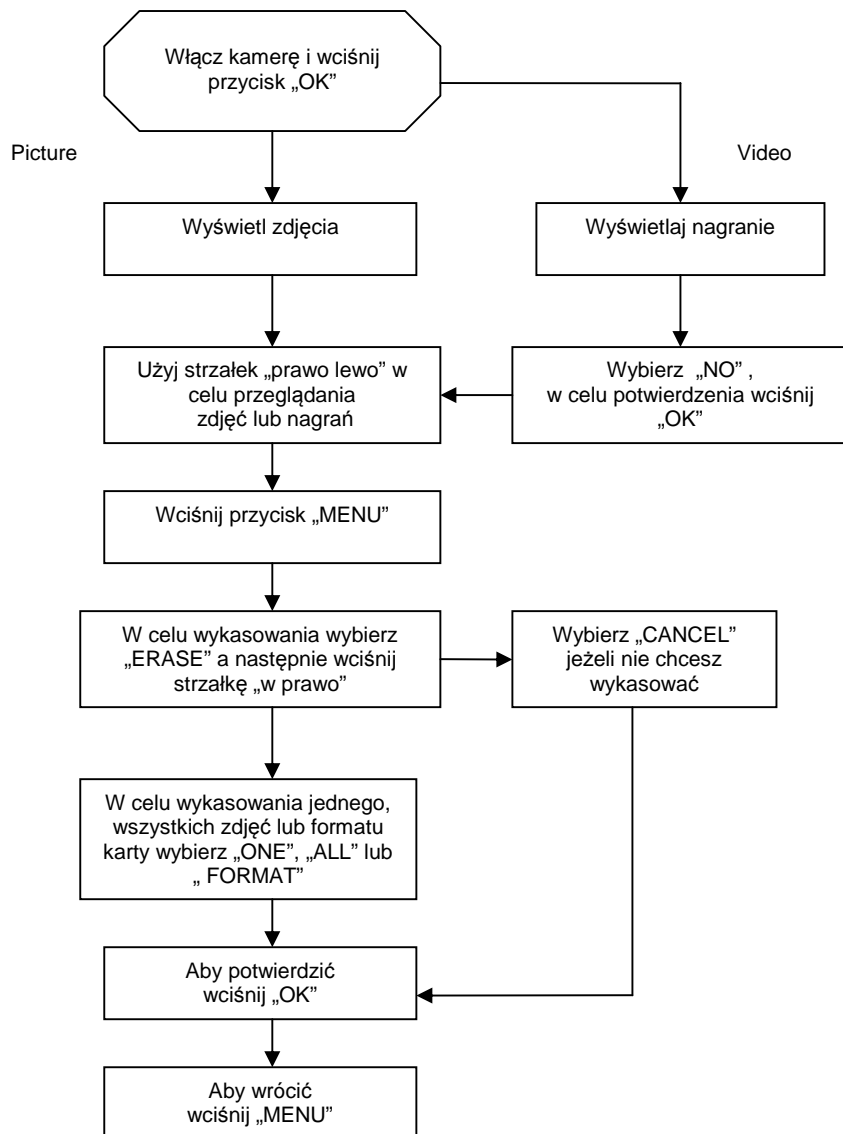 Włącz kamerę i wciśnij
przycisk „OK”
Picture
Video
Wyświetl zdjęcia
Wyświetlaj nagranie
Użyj strzałek „prawo lewo” w
celu przeglądania
zdjęć lub nagrań
Wybierz „NO” ,
w celu potwierdzenia wciśnij
„OK”
Wciśnij przycisk „MENU”
W celu wykasowania wybierz
„ERASE” a następnie wciśnij
strzałkę „w prawo”
Wybierz „CANCEL”
jeżeli nie chcesz
wykasować
W celu wykasowania jednego,
wszystkich zdjęć lub formatu
karty wybierz „ONE”, „ALL” lub
„ FORMAT”
Aby potwierdzić
wciśnij „OK”
Aby wrócić
wciśnij „MENU”